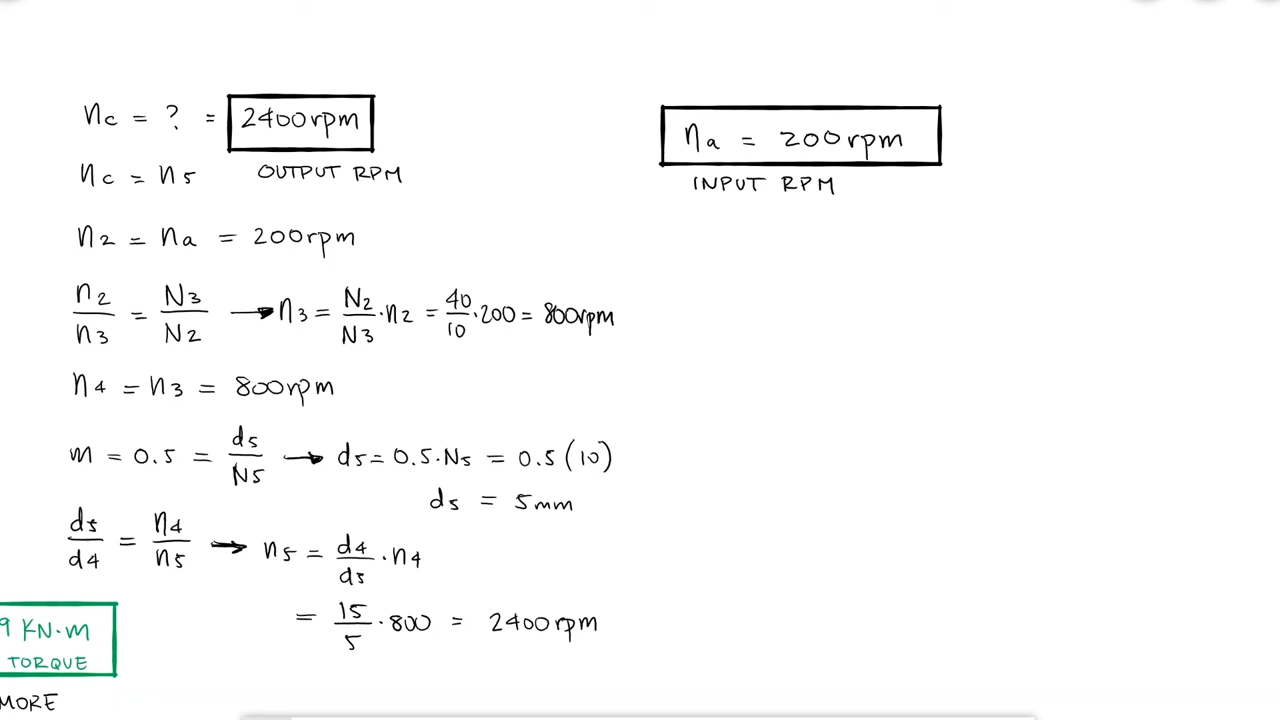 nc = ? = 2400rpm
nc = n5
OUTPUT RPM
n2 = na = 200rpm
n2/n3 = N3/N2 → n3 = N2/N3 · n2 = 40/10 · 200 = 800rpm
n4 = n3 = 800rpm
m = 0.5 = d5/N5 → d5 = 0.5 · N5 = 0.5 (10)
d5 = 5mm
d5/d4 = n4/n5 → n5 = d4/d5 · n4
= 15/5 · 800 = 2400rpm
9 KN·m
TORQUE
MORE
na = 200rpm
INPUT RPM